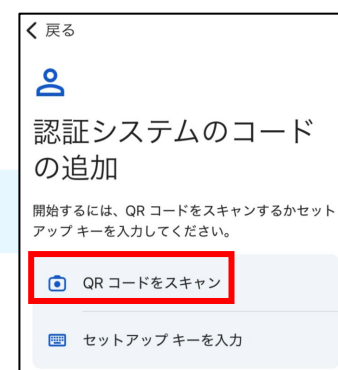 戻る
認証システムのコード
の追加
開始するには、QR コードをスキャンするかセット
アップ キーを入力してください。
QR コードをスキャン
セットアップ キーを入力